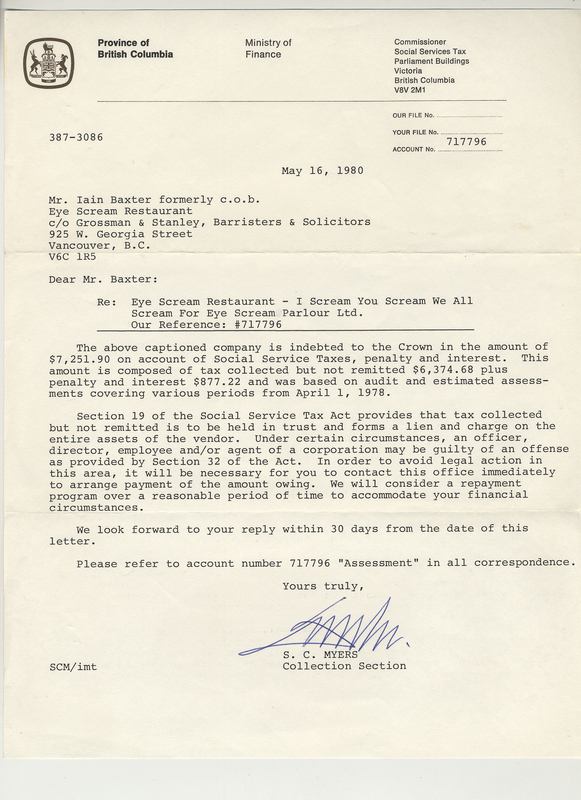 Province of
British Columbia
Ministry of
Finance
Commissioner
Social Services Tax
Parliament Buildings
Victoria
British Columbia
V8V 2M1
OUR FILE No.
YOUR FILE No.
ACCOUNT No. 717796
387-3086
May 16, 1980
Mr. Iain Baxter formerly c.o.b.
Eye Scream Restaurant
c/o Grossman & Stanley, Barristers & Solicitors
925 W. Georgia Street
Vancouver, B.C.
V6C 1R5
Dear Mr. Baxter:
Re: Eye Scream Restaurant - I Scream You Scream We All
Scream For Eye Scream Parlour Ltd.
Our Reference: #717796
The above captioned company is indebted to the Crown in the amount of
$7,251.90 on account of Social Service Taxes, penalty and interest. This
amount is composed of tax collected but not remitted $6,374.68 plus
penalty and interest $877.22 and was based on audit and estimated assess-
ments covering various periods from April 1, 1978.
Section 19 of the Social Service Tax Act provides that tax collected
but not remitted is to be held in trust and forms a lien and charge on the
entire assets of the vendor. Under certain circumstances, an officer,
director, employee and/or agent of a corporation may be guilty of an offense
as provided by Section 32 of the Act. In order to avoid legal action in
this area, it will be necessary for you to contact this office immediately
to arrange payment of the amount owing. We will consider a repayment
program over a reasonable period of time to accommodate your financial
circumstances.
We look forward to your reply within 30 days from the date of this
letter.
Please refer to account number 717796 "Assessment" in all correspondence.
Yours truly,
S. C. MYERS
SCM/imt Collection Section